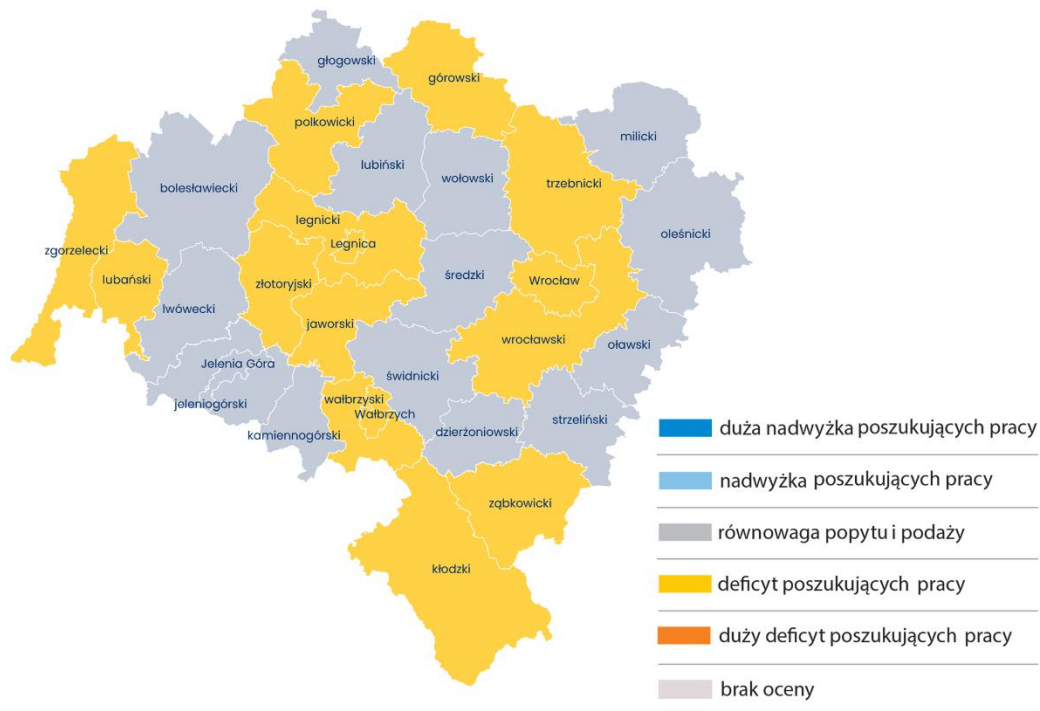 głogowski
górowski
polkowicki
milicki
lubiński
wołowski
trzebnicki
bolesławiecki
legnicki
oleśnicki
Legnica
zgorzelecki
lubański
złotoryjski
średzki
Wrocław
lwówecki
jaworski
wrocławski
oławski
Jelenia Góra
świdnicki
jeleniogórski
wałbrzyski
Wałbrzych
kamiennogórski
dzierżoniowski
strzeliński
ząbkowicki
kłodzki
duża nadwyżka poszukujących pracy
nadwyżka poszukujących pracy
równowaga popytu i podaży
deficyt poszukujących pracy
duży deficyt poszukujących pracy
brak oceny